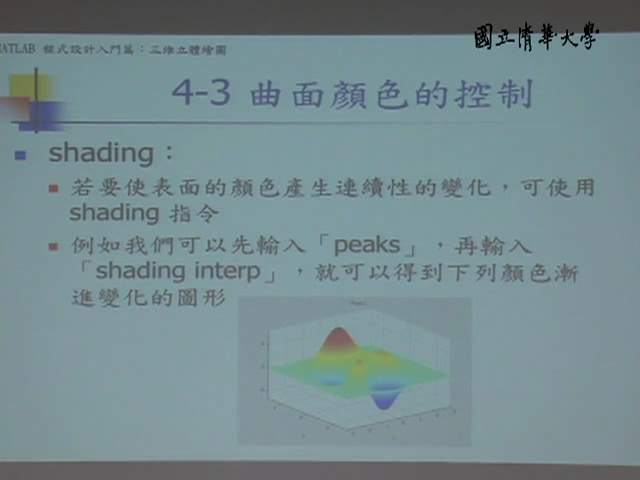 MATLAB 程式設計入門篇：三維立體繪圖
國立清華大學
4-3 曲面顏色的控制
shading：
若要使表面的顏色產生連續性的變化，可使用
shading 指令
例如我們可以先輸入「peaks」，再輸入
「shading interp」，就可以得到下列顏色漸
進變化的圖形
Peaks